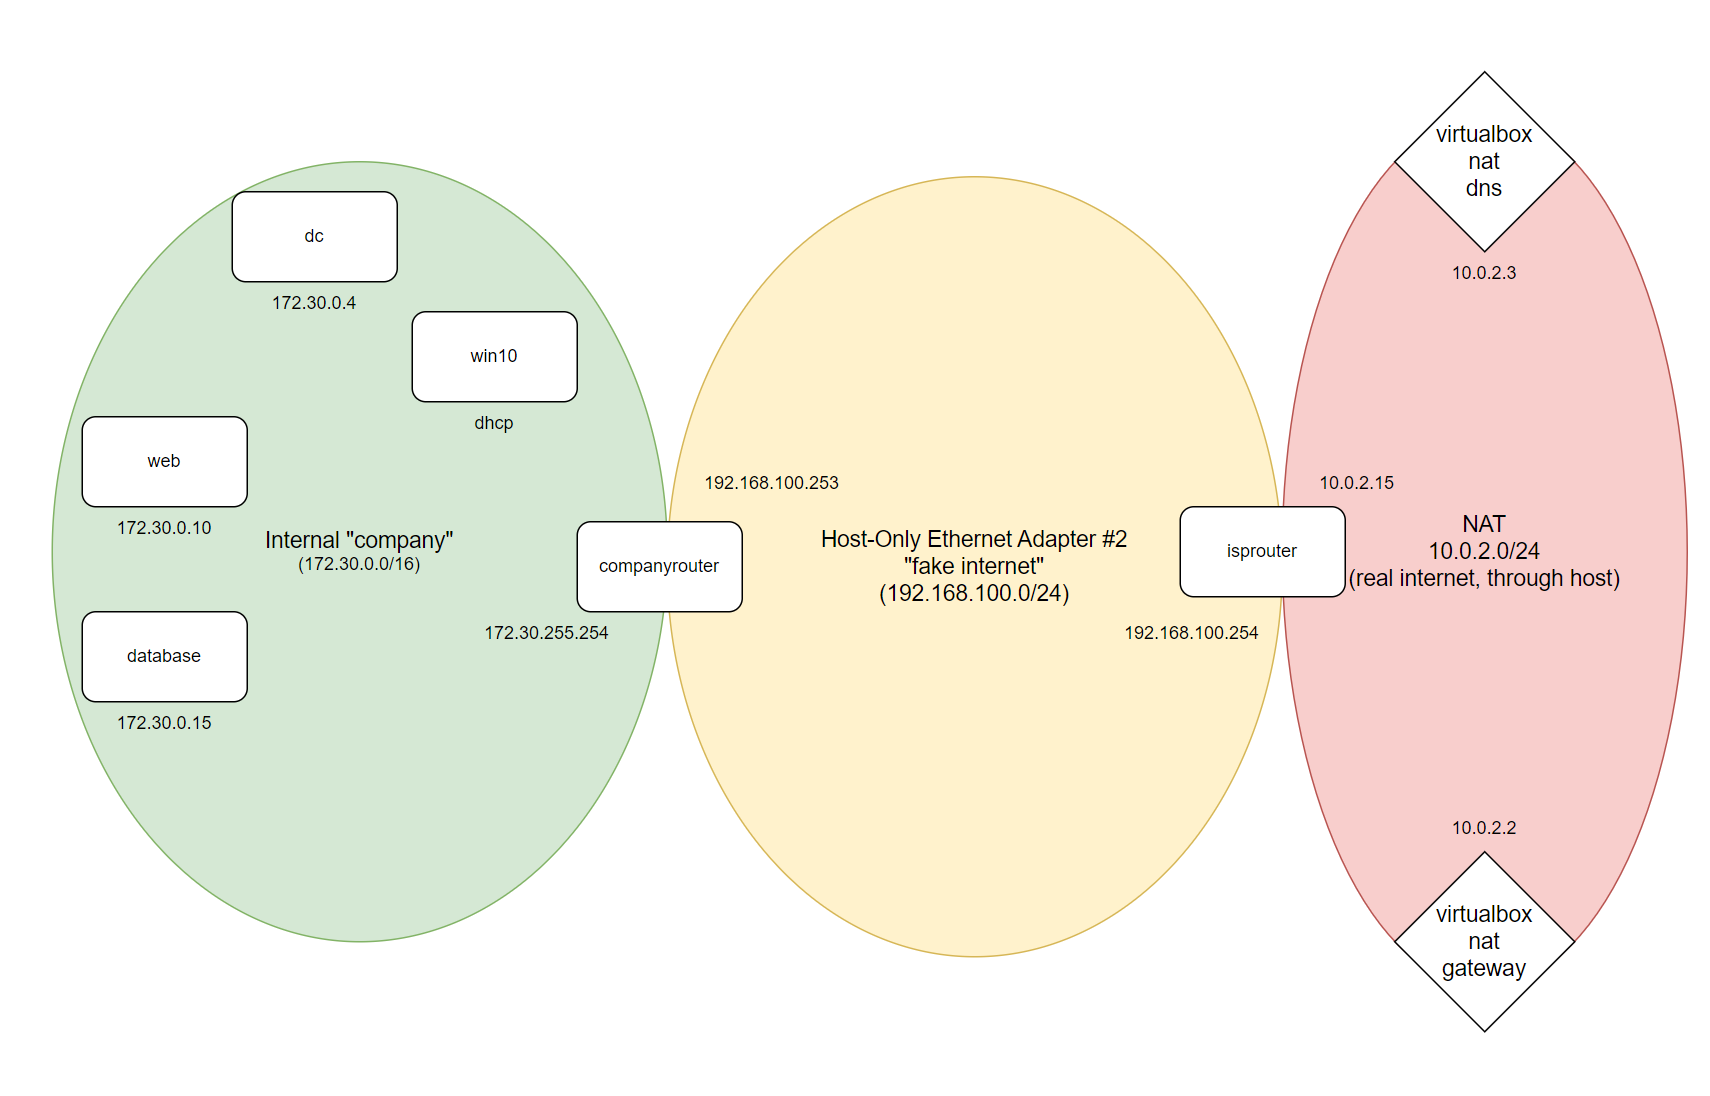 virtualbox
nat
dns
10.0.2.3
dc
172.30.0.4
win10
dhcp
web
172.30.0.10
Internal "company"
(172.30.0.0/16)
database
172.30.0.15
companyrouter
172.30.255.254
192.168.100.253
Host-Only Ethernet Adapter #2
"fake internet"
(192.168.100.0/24)
isprouter
192.168.100.254
10.0.2.15
NAT
10.0.2.0/24
(real internet, through host)
10.0.2.2
virtualbox
nat
gateway